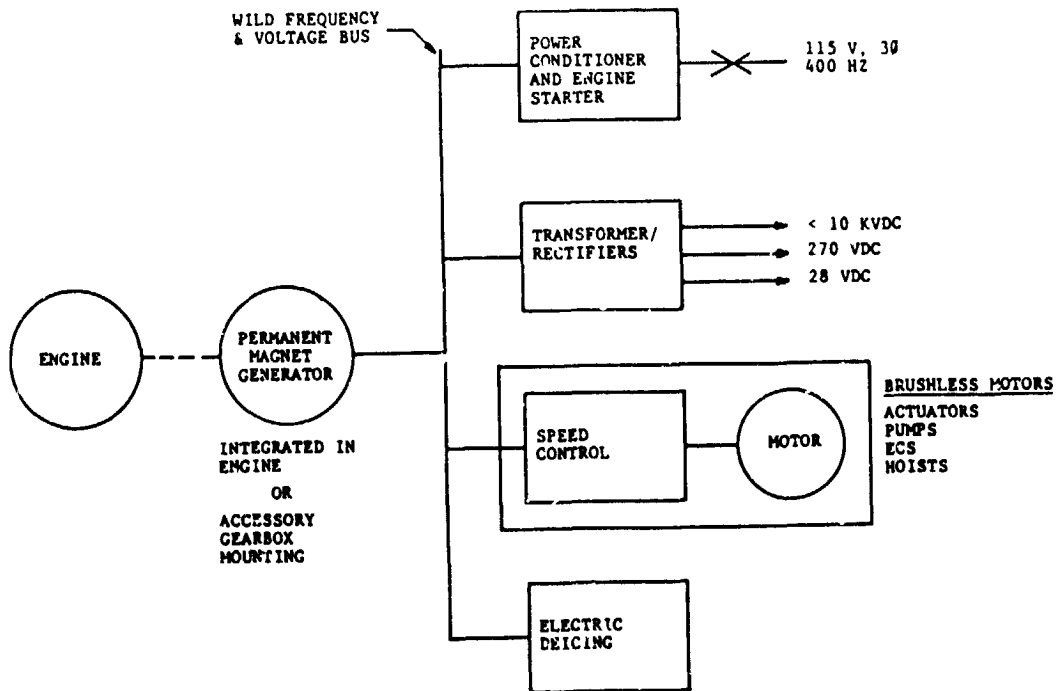 WILD FREQUENCY
& VOLTAGE BUS
POWER
CONDITIONER
AND ENGINE
STARTER
115 V, 3Ø
400 HZ
TRANSFORMER/
RECTIFIERS
< 10 KVDC
270 VDC
28 VDC
ENGINE
PERMANENT
MAGNET
GENERATOR
INTEGRATED IN
ENGINE
OR
ACCESSORY
GEARBOX
MOUNTING
SPEED
CONTROL
MOTOR
BRUSHLESS MOTORS
ACTUATORS
PUMPS
ECS
HOISTS
ELECTRIC
DEICING